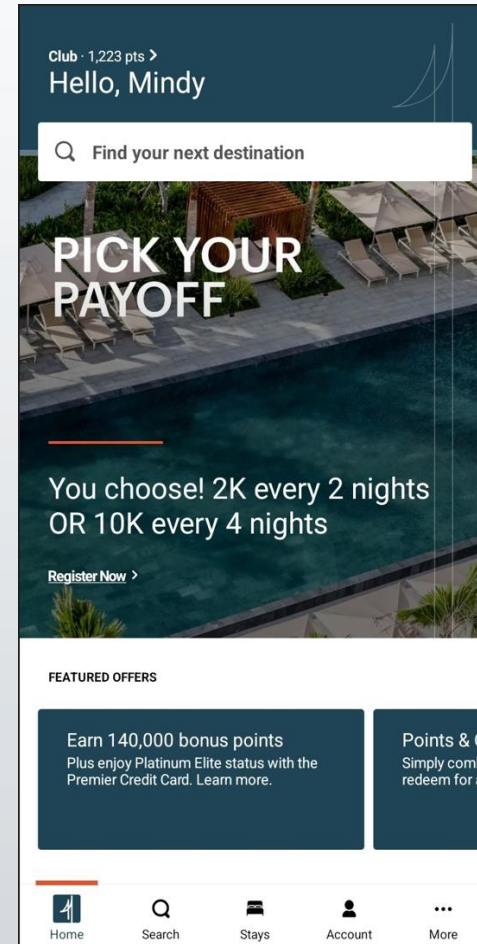 Club · 1,223 pts >
Hello, Mindy
Find your next destination
PICK YOUR
PAYOFF
You choose! 2K every 2 nights
OR 10K every 4 nights
Register Now >
FEATURED OFFERS
Earn 140,000 bonus points
Plus enjoy Platinum Elite status with the
Premier Credit Card. Learn more.
Points &
Simply
redeem for
Home Search Stays Account More